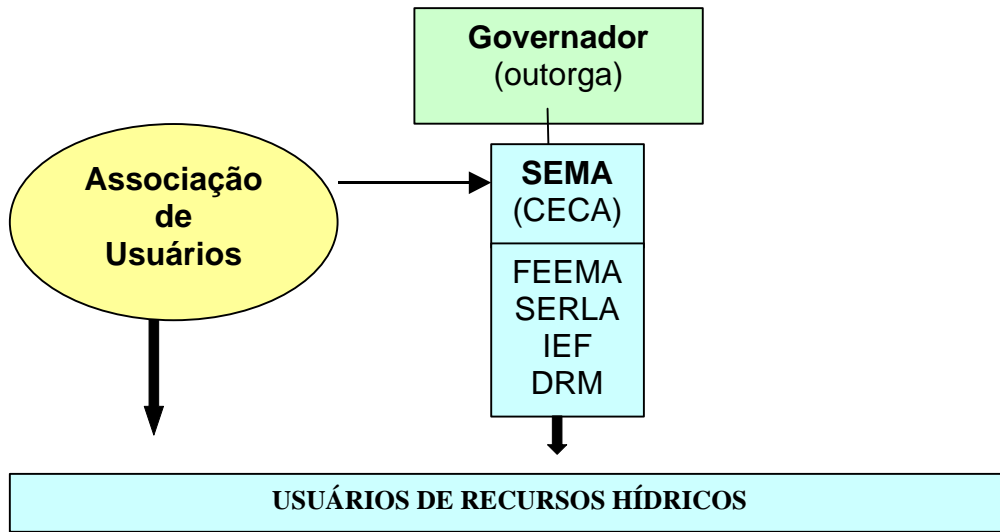 Governador
(outorga)
Associação
de
Usuários
SEMA
(CECA)
FEEMA
SERLA
IEF
DRM
USUÁRIOS DE RECURSOS HÍDRICOS